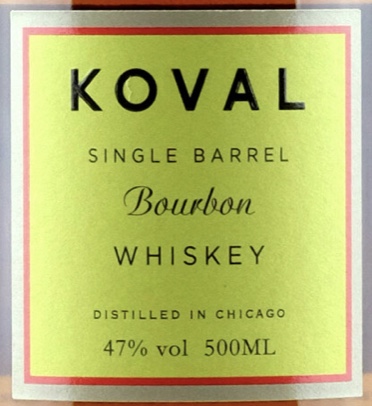 KOVAL
SINGLE BARREL
Bourbon
WHISKEY
DISTILLED IN CHICAGO
47% vol 500ML